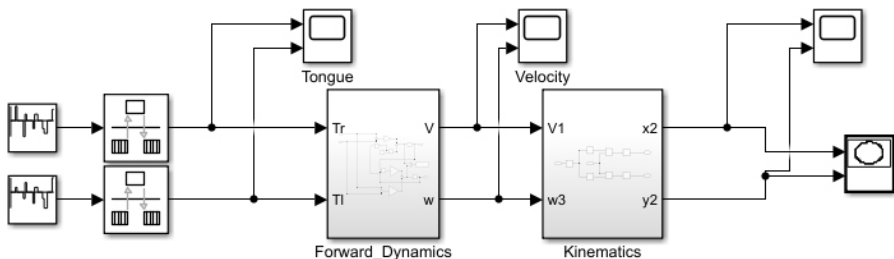 Tongue
Velocity
Tr
V
V1
x2
Tl
w
w3
y2
Forward_Dynamics
Kinematics